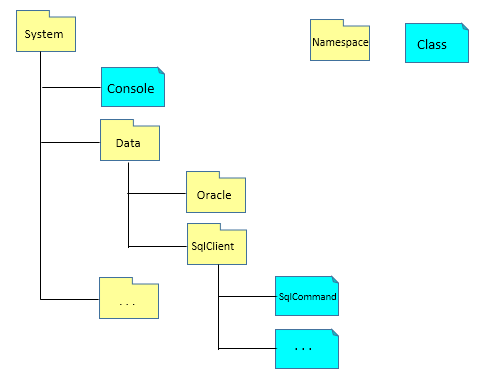 System
Namespace
Class
Console
Data
Oracle
SqlClient
...
SqlCommand
...